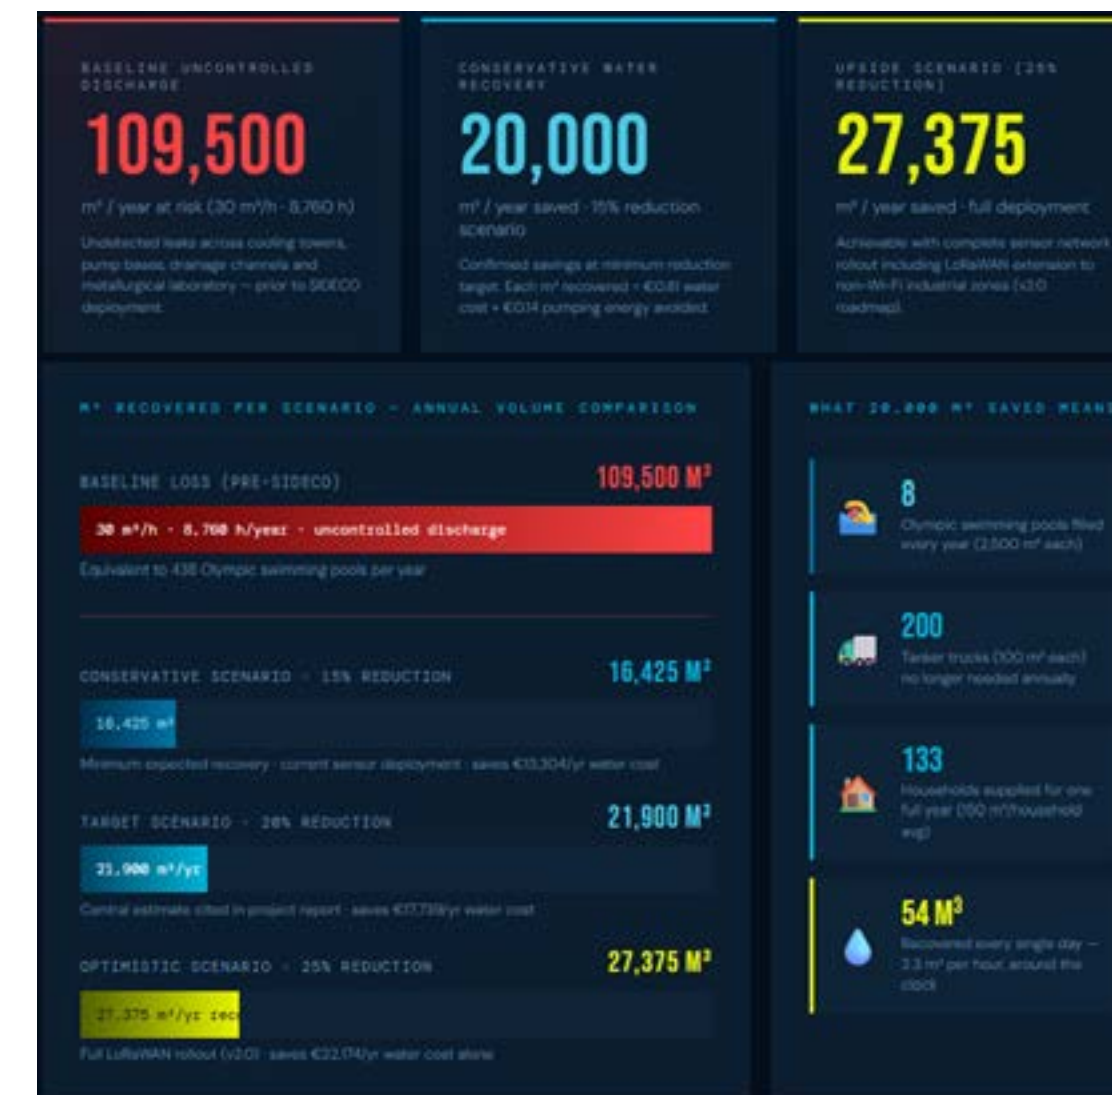 BASELINE UNCONTROLLED
DISCHARGE
109,500
m³ / year at risk (30 m³/h · 8,760 h)
Undetected leaks across cooling towers,
pump bases, drainage channels and
metallurgical laboratory — prior to SIDECO
deployment.
CONSERVATIVE WATER
RECOVERY
20,000
m³ / year saved · 15% reduction
scenario
Confirmed savings at minimum reduction
target. Each m³ recovered = €0.81 water
cost + €0.14 pumping energy avoided.
UPSIDE SCENARIO (25%
REDUCTION)
27,375
m³ / year saved · full deployment
Achievable with complete sensor network
rollout including LoRaWAN extension to
non-Wi-Fi industrial zones (v2.0
roadmap).
M³ RECOVERED PER SCENARIO — ANNUAL VOLUME COMPARISON
BASELINE LOSS (PRE-SIDECO)
109,500 M³
30 m³/h · 8,760 h/year · uncontrolled discharge
Equivalent to 438 Olympic swimming pools per year
CONSERVATIVE SCENARIO · 15% REDUCTION
16,425 M³
16,425 m³
Minimum expected recovery · current sensor deployment · saves €13,304/yr water cost
TARGET SCENARIO · 20% REDUCTION
21,900 M³
21,900 m³/yr
Central estimate cited in project report · saves €17,739/yr water cost
OPTIMISTIC SCENARIO · 25% REDUCTION
27,375 M³
27,375 m³/yr rec
Full LoRaWAN rollout (v2.0) · saves €22,174/yr water cost alone
WHAT 20,000 M³ SAVED MEANS
8
Olympic swimming pools filled
every year (2,500 m³ each)
200
Tanker trucks (100 m³ each)
no longer needed annually
133
Households supplied for one
full year (150 m³/household
avg)
54 M³
Recovered every single day —
2.3 m³ per hour, around the
clock